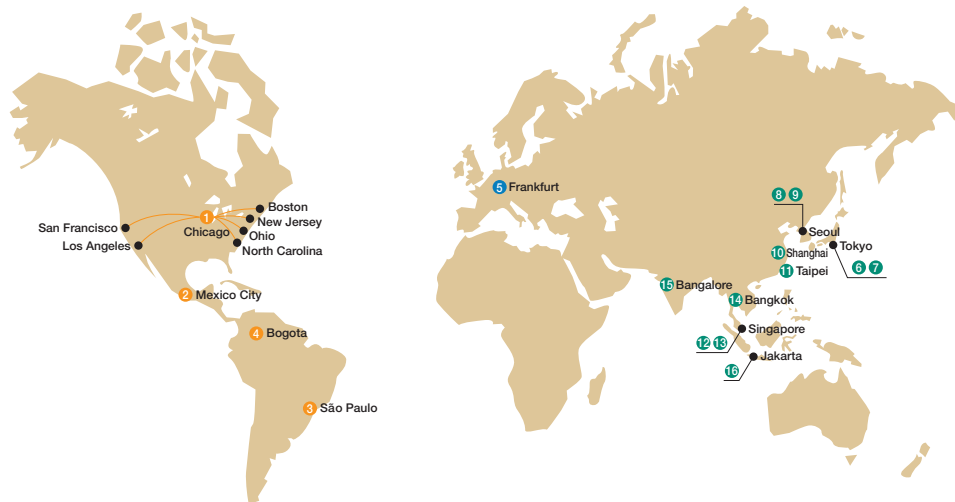 Boston
1
New Jersey
San Francisco
Chicago
Ohio
Los Angeles
North Carolina
2 Mexico City
4 Bogota
3 São Paulo
5 Frankfurt
8 9
Seoul
Tokyo
10 Shanghai
6 7
11 Taipei
15 Bangalore
14 Bangkok
Singapore
12 13
Jakarta
16